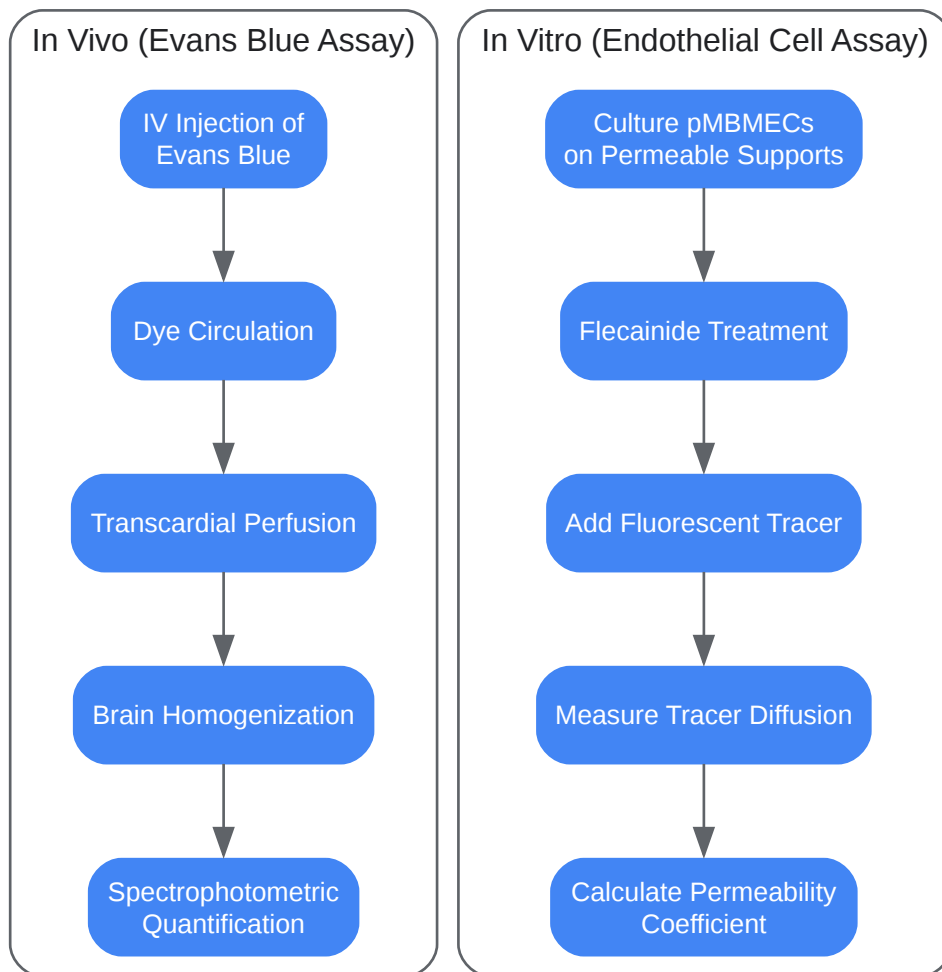 In Vivo (Evans Blue Assay)
IV Injection of
Evans Blue
Dye Circulation
Transcardial Perfusion
Brain Homogenization
Spectrophotometric
Quantification
In Vitro (Endothelial Cell Assay)
Culture pMBMECs
on Permeable Supports
Flecainide Treatment
Add Fluorescent Tracer
Measure Tracer Diffusion
Calculate Permeability
Coefficient